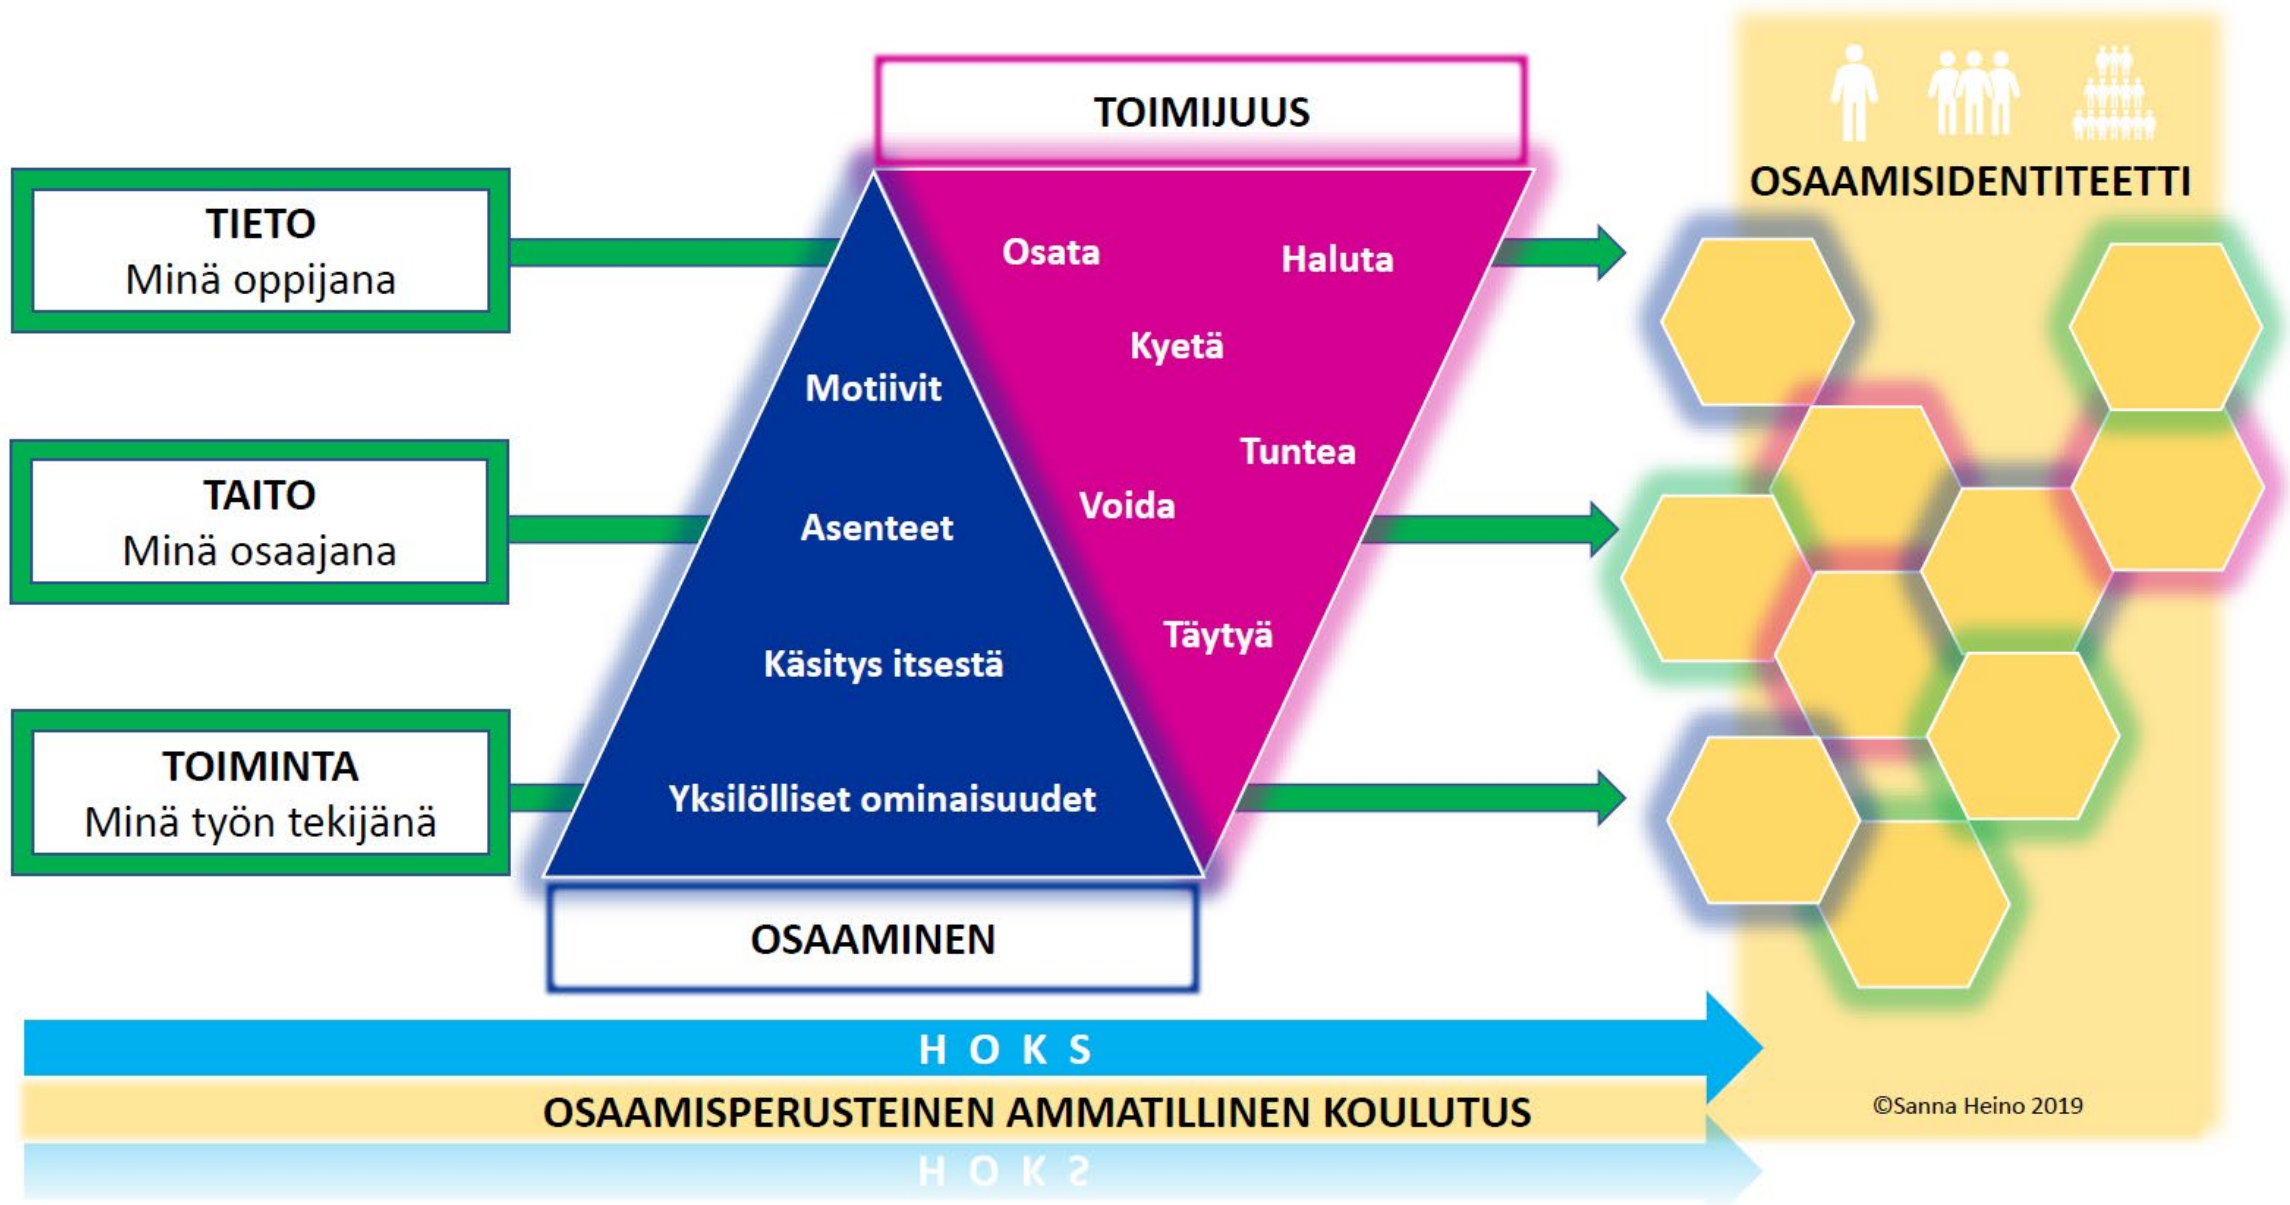 TOIMIJUUS
OSAAMISIDENTITEETTI
TIETO
Minä oppijana
TAITO
Minä osaajana
TOIMINTA
Minä työn tekijänä
Osata
Haluta
Kyetä
Tuntea
Voida
Täytyä
Motiivit
Asenteet
Käsitys itsestä
Yksilölliset ominaisuudet
OSAAMINEN
H O K S
OSAAMISPERUSTEINEN AMMATILLINEN KOULUTUS
©Sanna Heino 2019
H O K S